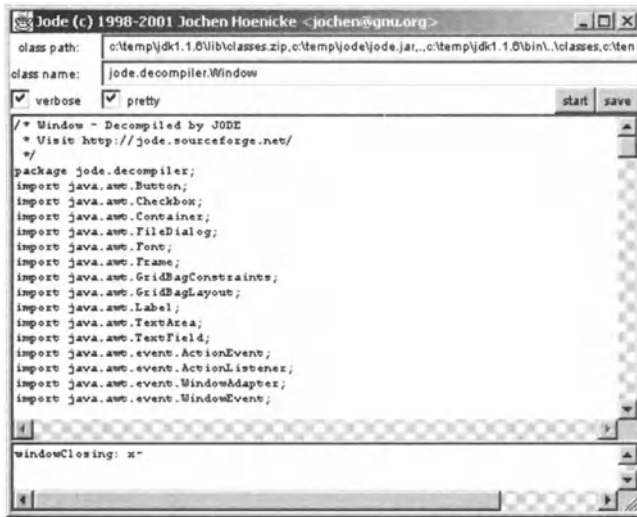 Jode (c) 1998-2001 Jochen Hoenicke <jochen@gnu.org>
class path: c:\temp\jdk1.1.8\lib\classes.zip,c:\temp\jode\jode.jar,.,c:\temp\jdk1.1.8\bin\..\classes,c:\ten
class name: jode.decompiler.Window
verbose pretty start save
/* Window - Decompiled by JODE
* Visit http://jode.sourceforge.net/
*/
package jode.decompiler;
import java.awt.Button;
import java.awt.Checkbox;
import java.awt.Container;
import java.awt.FileDialog;
import java.awt.Font;
import java.awt.Frame;
import java.awt.GridBagConstraints;
import java.awt.GridBagLayout;
import java.awt.Label;
import java.awt.TextArea;
import java.awt.TextField;
import java.awt.event.ActionEvent;
import java.awt.event.ActionListener;
import java.awt.event.WindowAdapter;
import java.awt.event.WindowEvent;
windowClosing: x-